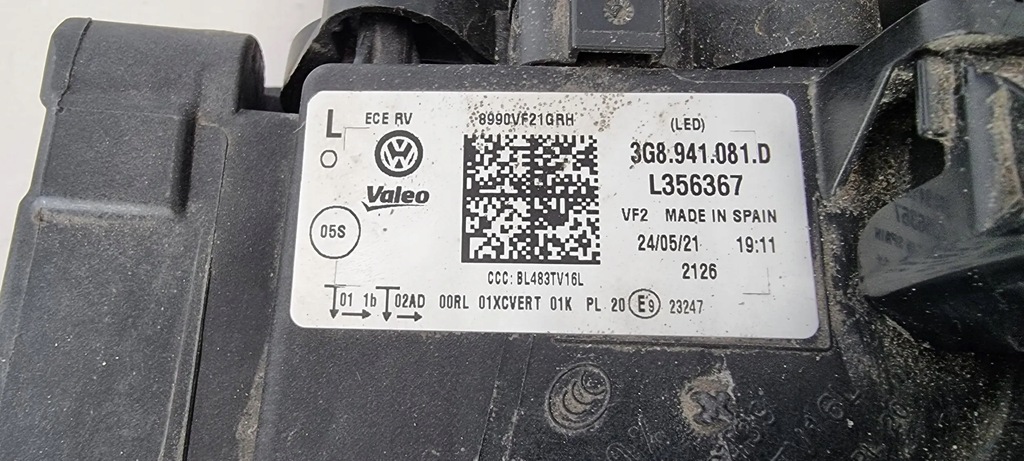 L
ECE RV
8990VF21GRH
(LED)
3G8.941.081.D
Valeo
L356367
VF2 MADE IN SPAIN
05S
24/05/21 19:11
2126
CCC: BL483TV16L
01 1b 02AD 00RL 01XCVERT 01K PL 20 E9 23247